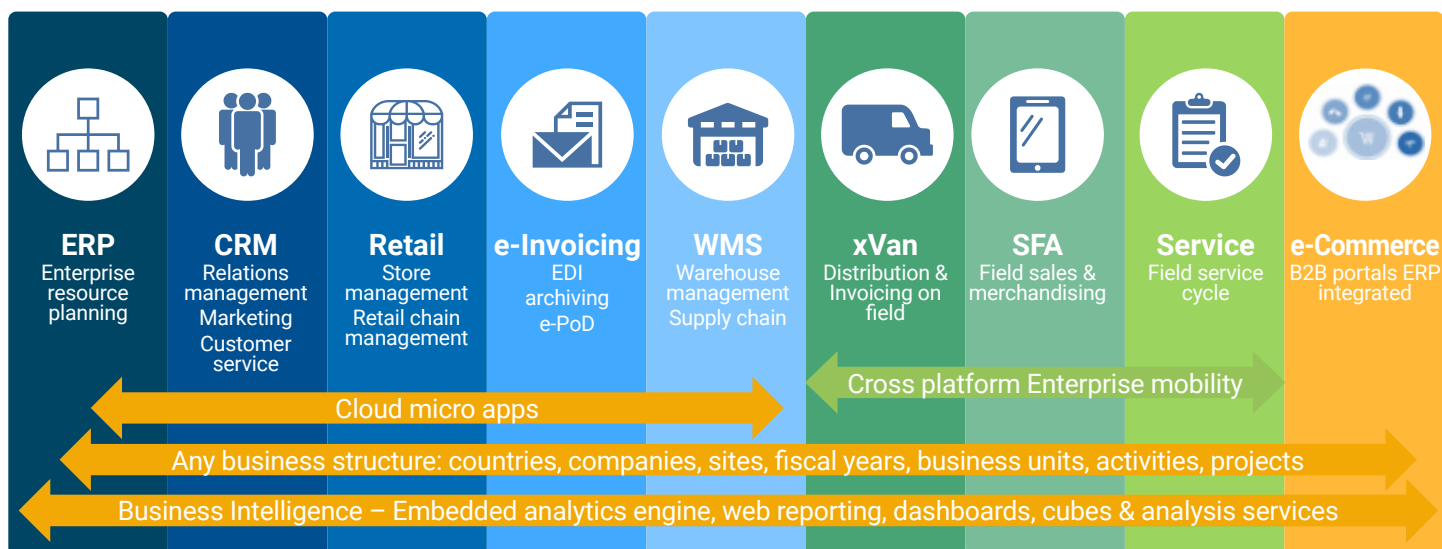 ERP
Enterprise
resource
planning
CRM
Relations
management
Marketing
Customer
service
Retail
Store
management
Retail chain
management
e-Invoicing
EDI
archiving
e-PoD
WMS
Warehouse
management
Supply chain
xVan
Distribution &
Invoicing on
field
SFA
Field sales &
merchandising
Service
Field service
cycle
e-Commerce
B2B portals ERP
integrated
Cross platform Enterprise mobility
Cloud micro apps
Any business structure: countries, companies, sites, fiscal years, business units, activities, projects
Business Intelligence – Embedded analytics engine, web reporting, dashboards, cubes & analysis services